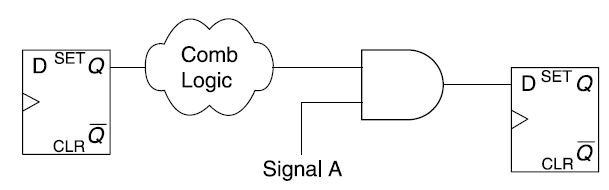 D SET Q
Q
CLR
Comb
Logic
Signal A
D SET Q
Q
CLR